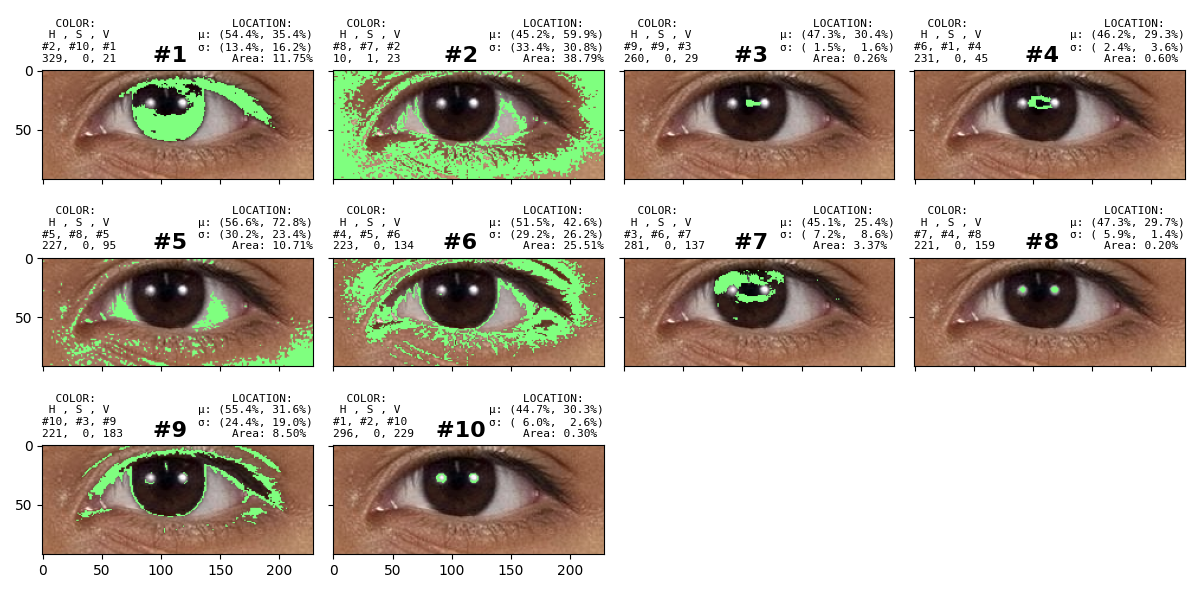 COLOR: LOCATION:
H , S , V μ: (54.4%, 35.4%)
#2, #10, #1 σ: (13.4%, 16.2%)
329, 0, 21 #1 Area: 11.75%
COLOR: LOCATION:
H , S , V μ: (45.2%, 59.9%)
#8, #7, #2 σ: (33.4%, 30.8%)
10, 1, 23 #2 Area: 38.79%
COLOR: LOCATION:
H , S , V μ: (47.3%, 30.4%)
#9, #9, #3 σ: ( 1.5%, 1.6%)
260, 0, 29 #3 Area: 0.26%
COLOR: LOCATION:
H , S , V μ: (46.2%, 29.3%)
#6, #1, #4 σ: ( 2.4%, 3.6%)
231, 0, 45 #4 Area: 0.60%
0
50
COLOR: LOCATION:
H , S , V μ: (56.6%, 72.8%)
#5, #8, #5 σ: (30.2%, 23.4%)
227, 0, 95 #5 Area: 10.71%
COLOR: LOCATION:
H , S , V μ: (51.5%, 42.6%)
#4, #5, #6 σ: (29.2%, 26.2%)
223, 0, 134 #6 Area: 25.51%
COLOR: LOCATION:
H , S , V μ: (45.1%, 25.4%)
#3, #6, #7 σ: ( 7.2%, 8.6%)
281, 0, 137 #7 Area: 3.37%
COLOR: LOCATION:
H , S , V μ: (47.3%, 29.7%)
#7, #4, #8 σ: ( 5.9%, 1.4%)
221, 0, 159 #8 Area: 0.20%
0
50
COLOR: LOCATION:
H , S , V μ: (55.4%, 31.6%)
#10, #3, #9 σ: (24.4%, 19.0%)
221, 0, 183 #9 Area: 8.50%
COLOR: LOCATION:
H , S , V μ: (44.7%, 30.3%)
#1, #2, #10 σ: ( 6.0%, 2.6%)
296, 0, 229 #10 Area: 0.30%
0
50
0 50 100 150 200
0 50 100 150 200